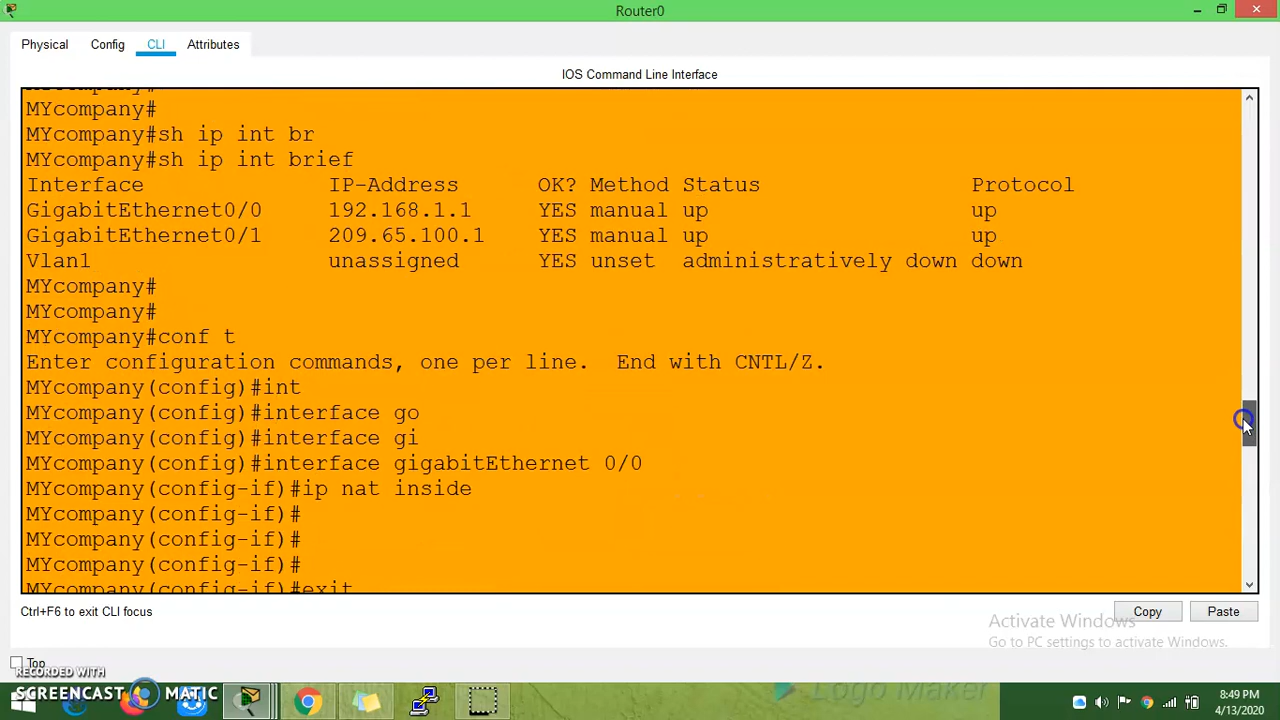 Router0
Physical Config CLI Attributes
IOS Command Line Interface
MYcompany#
MYcompany#
MYcompany#sh ip int br
MYcompany#sh ip int brief
Interface IP-Address OK? Method Status Protocol
GigabitEthernet0/0 192.168.1.1 YES manual up up
GigabitEthernet0/1 209.65.100.1 YES manual up up
Vlan1 unassigned YES unset administratively down down
MYcompany#
MYcompany#
MYcompany#conf t
Enter configuration commands, one per line. End with CNTL/Z.
MYcompany(config)#int
MYcompany(config)#interface go
MYcompany(config)#interface gi
MYcompany(config)#interface gigabitEthernet 0/0
MYcompany(config-if)#ip nat inside
MYcompany(config-if)#
MYcompany(config-if)#
MYcompany(config-if)#
MYcompany(config-if)#exit
Ctrl+F6 to exit CLI focus
Copy Paste
Activate Windows
Go to PC settings to activate Windows.
Top
RECORDED WITH
SCREENCAST MATIC
Logo Maker
8:49 PM
4/13/2020